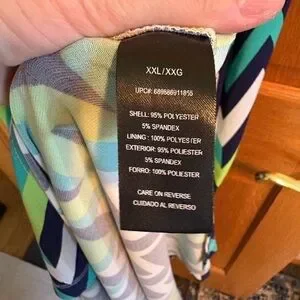 XXL/XXG
UPC#: 689686911855
SHELL: 95% POLYESTER
5% SPANDEX
LINING : 100% POLYESTER
EXTERIOR: 95% POLIESTER
5% SPANDEX
FORRO: 100% POLIESTER
CARE ON REVERSE
CUIDADO AL REVERSO